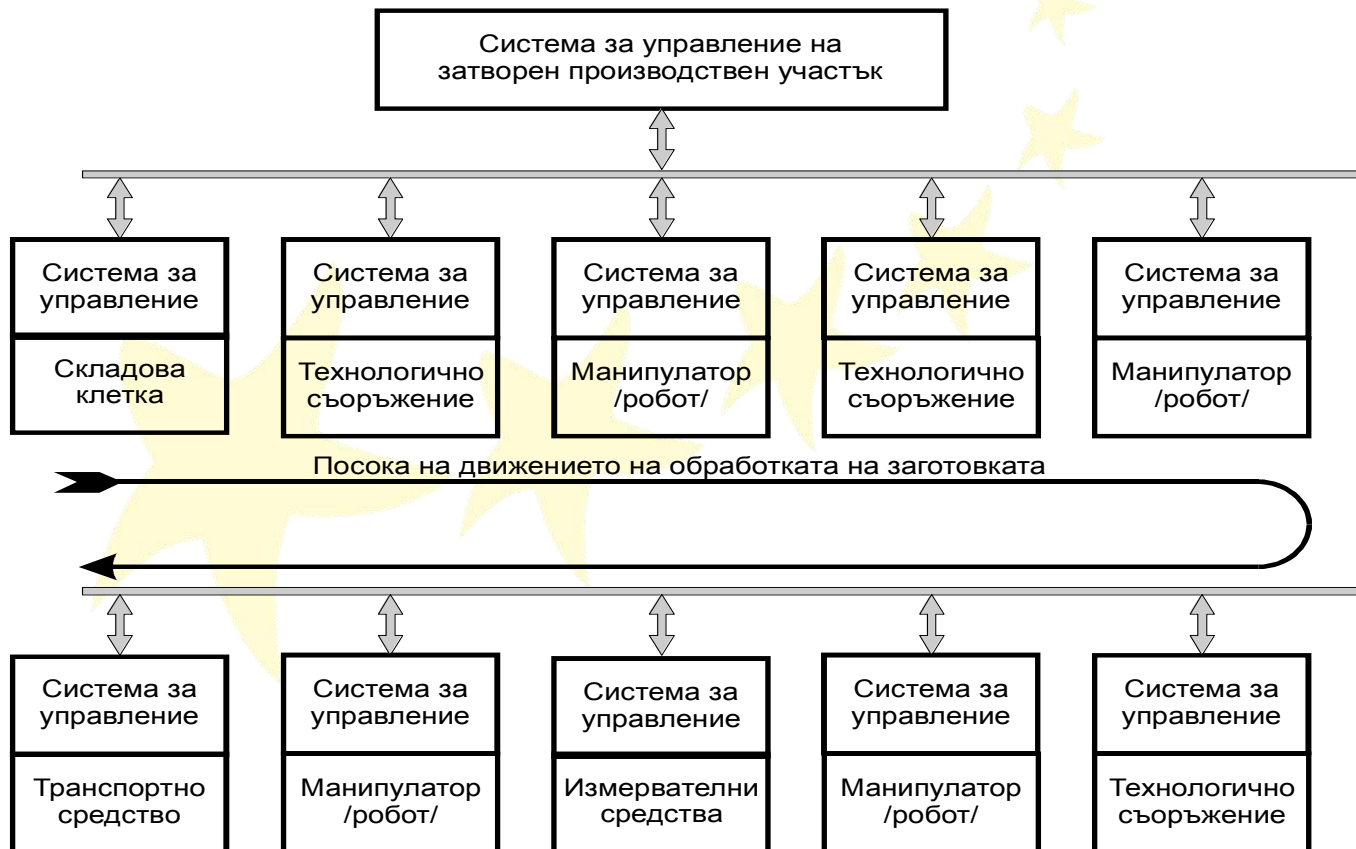 Система за управление на
затворен производствен участък
Система за
управление
Складова
клетка
Система за
управление
Технологично
съоръжение
Система за
управление
Манипулатор
/робот/
Система за
управление
Технологично
съоръжение
Система за
управление
Манипулатор
/робот/
Посока на движението на обработката на заготовката
Система за
управление
Транспортно
средство
Система за
управление
Манипулатор
/робот/
Система за
управление
Измервателни
средства
Система за
управление
Манипулатор
/робот/
Система за
управление
Технологично
съоръжение